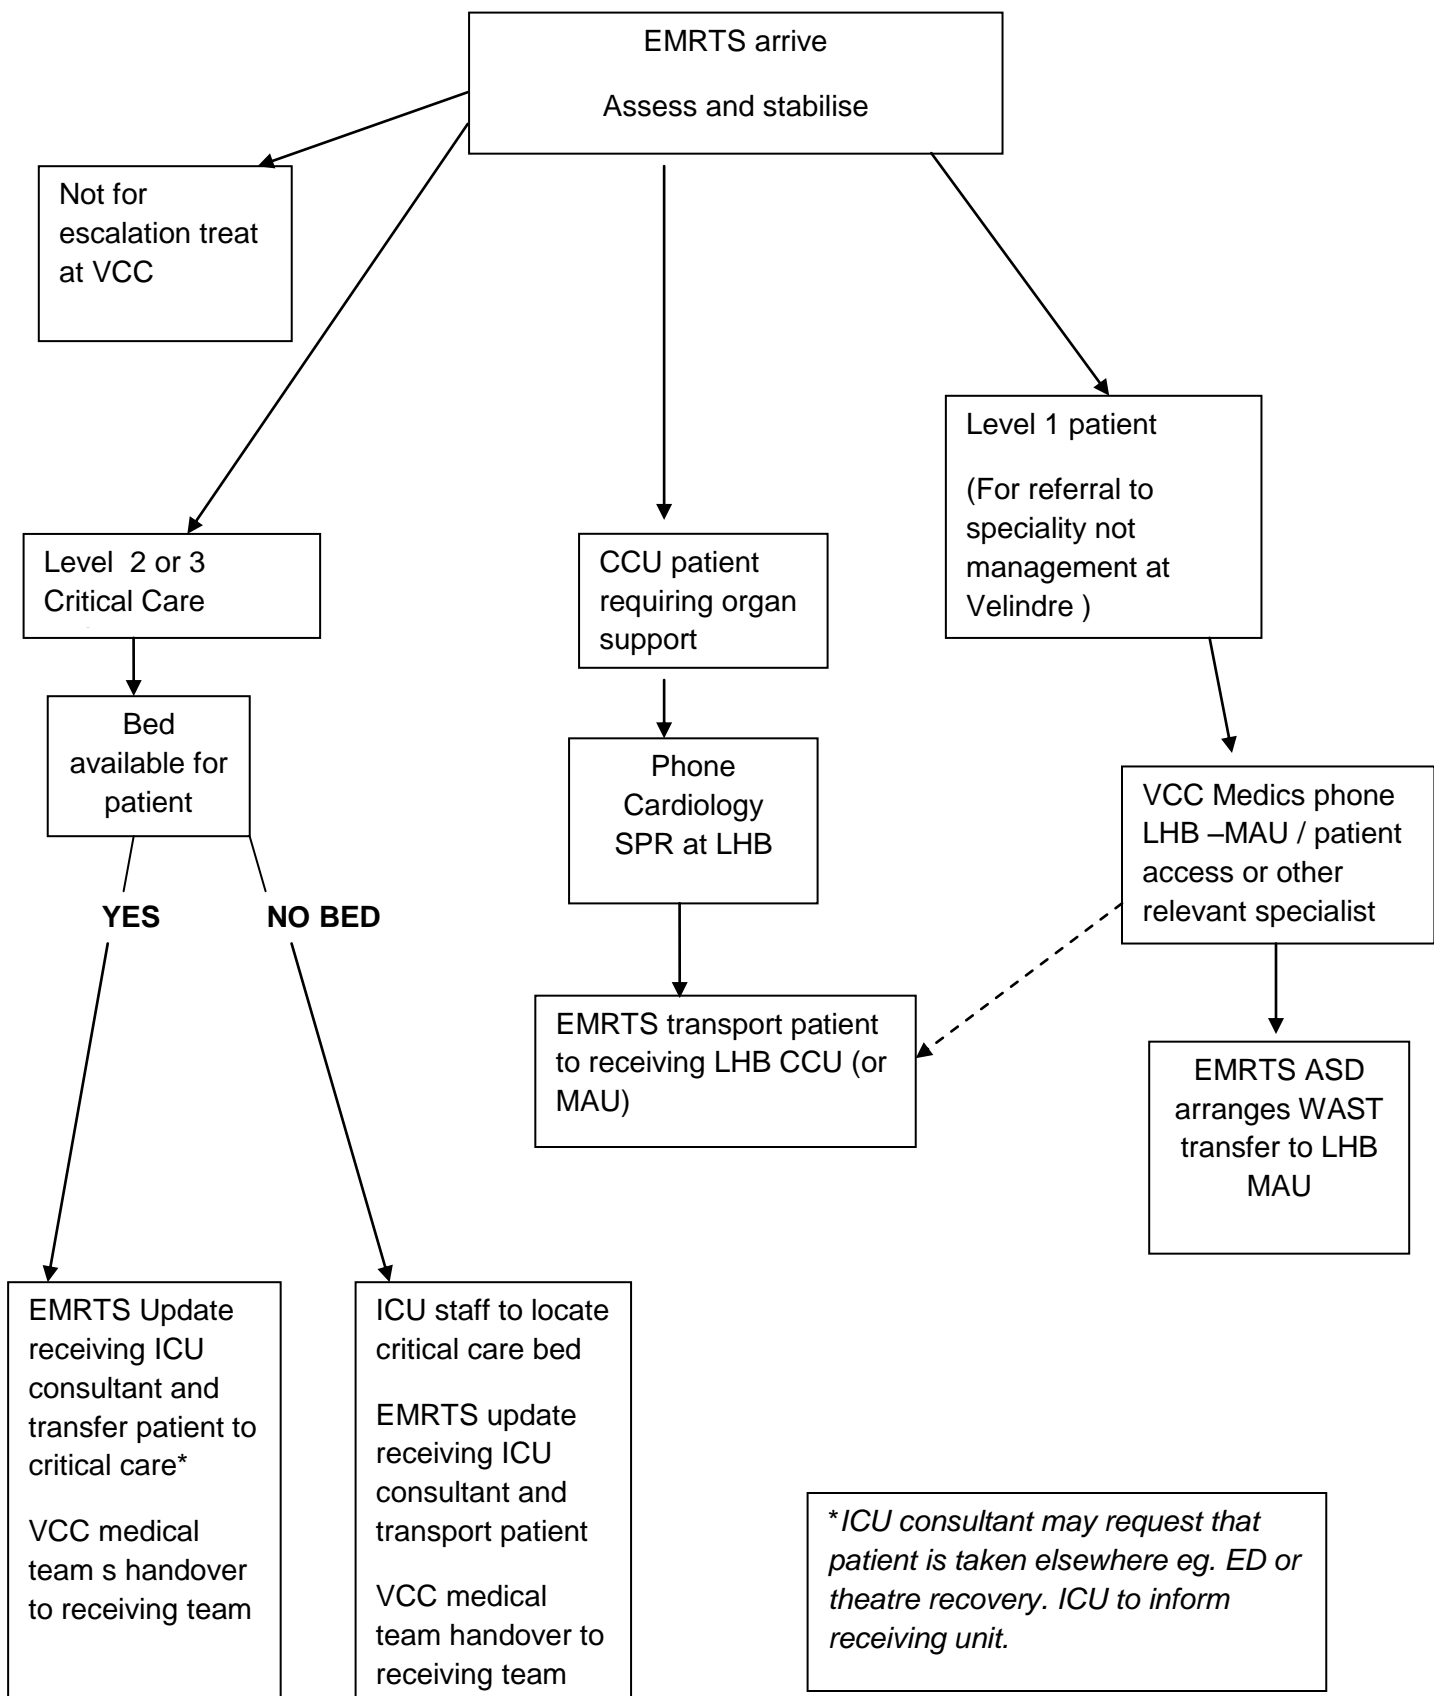 EMRTS arrive
Assess and stabilise
Not for
escalation treat
at VCC
Level 1 patient
(For referral to
speciality not
management at
Velindre )
Level  2 or 3
Critical Care
CCU patient
requiring organ
support
Bed
available for
patient
Phone
Cardiology
SPR at LHB
VCC Medics phone
LHB –MAU / patient
access or other
relevant specialist
YES
NO BED
EMRTS transport patient
to receiving LHB CCU (or
MAU)
EMRTS ASD
arranges WAST
transfer to LHB
MAU
EMRTS Update
receiving ICU
consultant and
transfer patient to
critical care*
VCC medical
team s handover
to receiving team
ICU staff to locate
critical care bed
EMRTS update
receiving ICU
consultant and
transport patient
VCC medical
team handover to
receiving team
*ICU consultant may request that
patient is taken elsewhere eg. ED or
theatre recovery. ICU to inform
receiving unit.